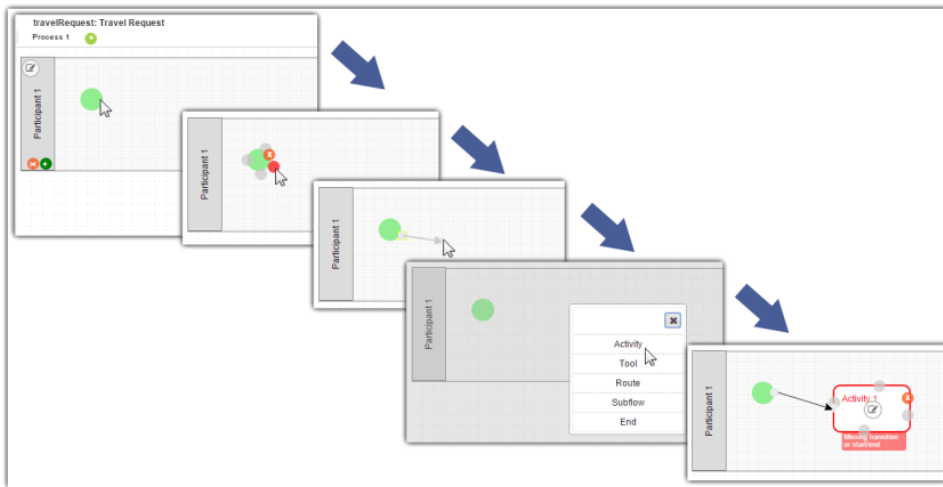 travelRequest: Travel Request
Process 1
Participant 1
Participant 1
Participant 1
Participant 1
Activity
Tool
Route
Subflow
End
Participant 1
Activity 1
Missing transition
or start/end